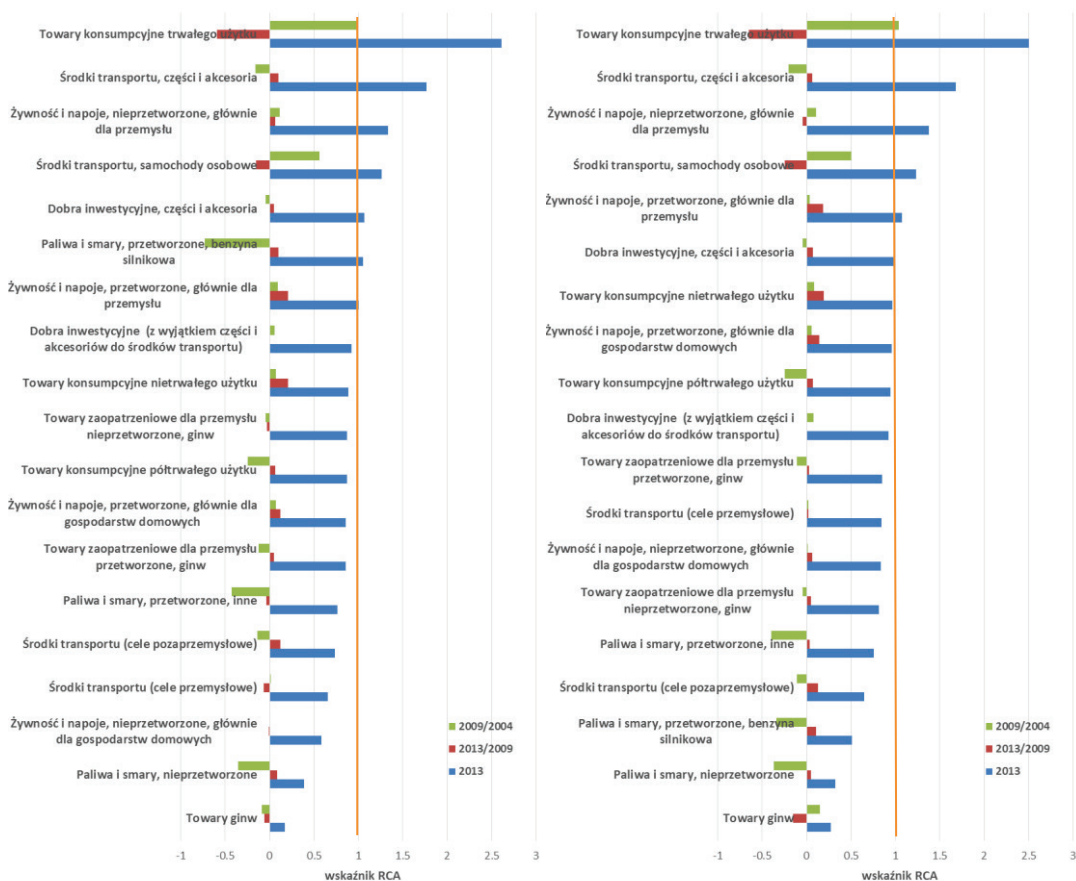 Towary konsumpcyjne trwałego użytku
Środki transportu, części i akcesoria
Żywność i napoje, nieprzetworzone, głównie
dla przemysłu
Środki transportu, samochody osobowe
Dobra inwestycyjne, części i akcesoria
Paliwa i smary, przetworzone, benzyna
silnikowa
Żywność i napoje, przetworzone, głównie dla
przemysłu
Dobra inwestycyjne (z wyjątkiem części i
akcesoriów do środków transportu)
Towary konsumpcyjne nietrwałego użytku
Towary zaopatrzeniowe dla przemysłu
nieprzetworzone, ginw
Towary konsumpcyjne półtrwałego użytku
Żywność i napoje, przetworzone, głównie dla
gospodarstw domowych
Towary zaopatrzeniowe dla przemysłu
przetworzone, ginw
Paliwa i smary, przetworzone, inne
Środki transportu (cele pozaprzemysłowe)
Środki transportu (cele przemysłowe)
Żywność i napoje, nieprzetworzone, głównie
dla gospodarstw domowych
Paliwa i smary, nieprzetworzone
Towary ginw
2009/2004
2013/2009
2013
-1 -0.5 0 0.5 1 1.5 2 2.5 3
wskaźnik RCA
Towary konsumpcyjne trwałego użytku
Środki transportu, części i akcesoria
Żywność i napoje, nieprzetworzone, głównie
dla przemysłu
Środki transportu, samochody osobowe
Żywność i napoje, przetworzone, głównie dla
przemysłu
Dobra inwestycyjne, części i akcesoria
Towary konsumpcyjne nietrwałego użytku
Żywność i napoje, przetworzone, głównie dla
gospodarstw domowych
Towary konsumpcyjne półtrwałego użytku
Dobra inwestycyjne (z wyjątkiem części i
akcesoriów do środków transportu)
Towary zaopatrzeniowe dla przemysłu
przetworzone, ginw
Środki transportu (cele przemysłowe)
Żywność i napoje, nieprzetworzone, głównie
dla gospodarstw domowych
Towary zaopatrzeniowe dla przemysłu
nieprzetworzone, ginw
Paliwa i smary, przetworzone, inne
Środki transportu (cele pozaprzemysłowe)
Paliwa i smary, przetworzone, benzyna
silnikowa
Paliwa i smary, nieprzetworzone
Towary ginw
2009/2004
2013/2009
2013
-1 -0.5 0 0.5 1 1.5 2 2.5 3
wskaźnik RCA